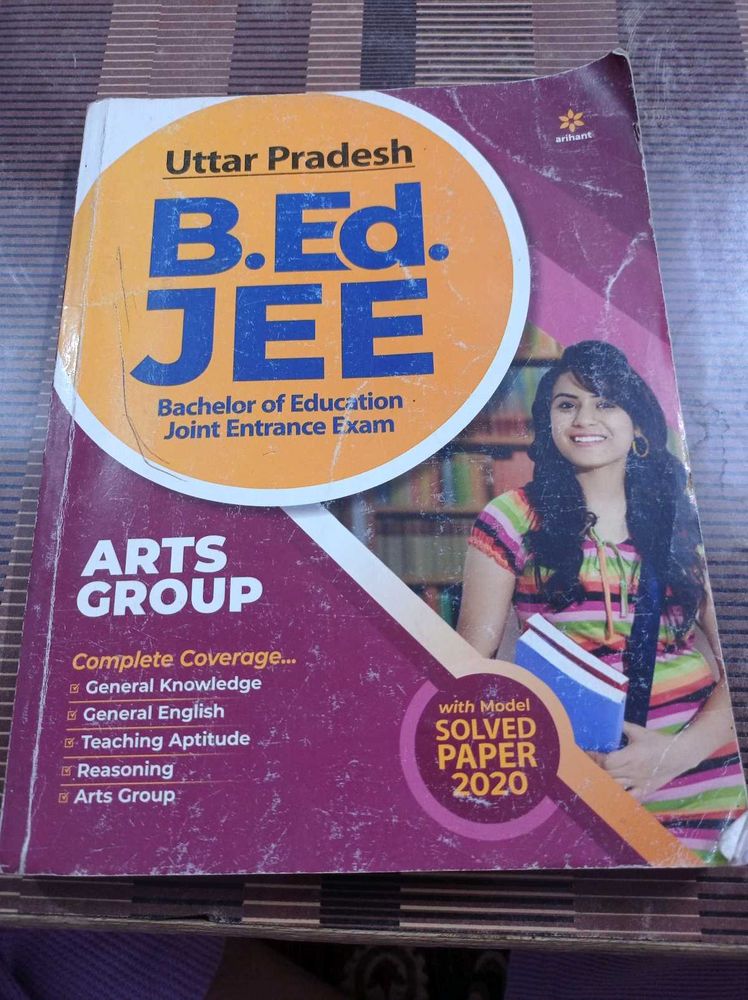 arihant
Uttar Pradesh
B.Ed.
JEE
Bachelor of Education
Joint Entrance Exam
ARTS
GROUP
Complete Coverage...
General Knowledge
General English
Teaching Aptitude
Reasoning
Arts Group
with Model
SOLVED
PAPER
2020